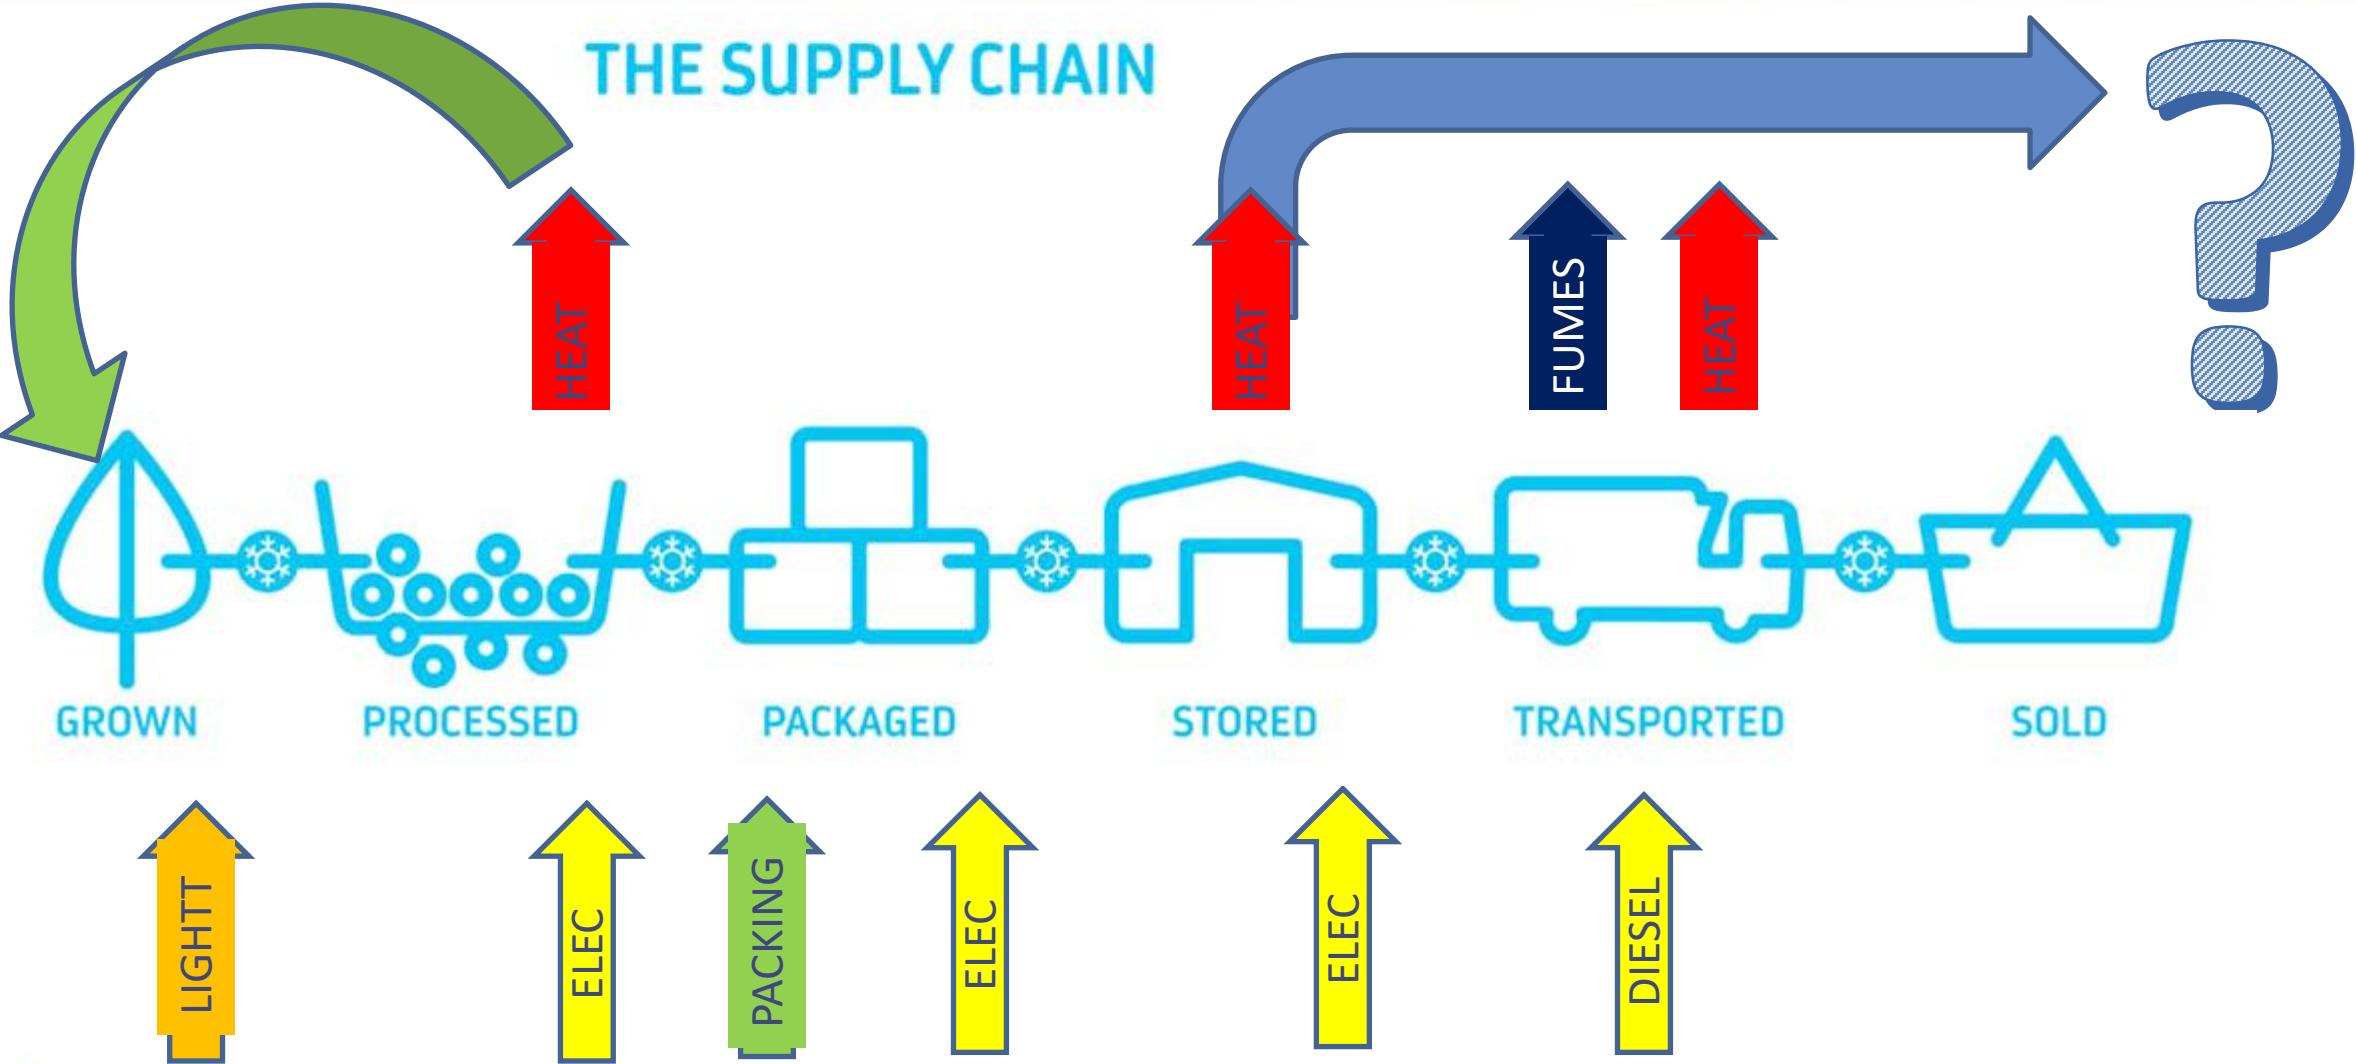 THE SUPPLY CHAIN
HEAT
HEAT
FUMES
HEAT
GROWN
PROCESSED
PACKAGED
STORED
TRANSPORTED
SOLD
LIGHTT
ELEC
PACKING
ELEC
ELEC
DIESEL